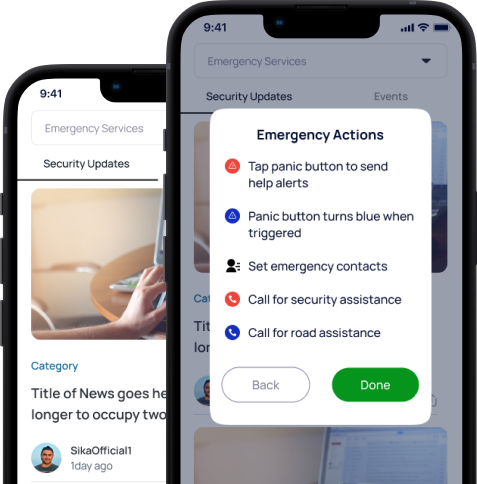 9:41
Emergency Services
Security Updates
Category
Title of News goes he
longer to occupy two
SikaOfficial1
1day ago
9:41
Emergency Services
Security Updates
Events
Emergency Actions
Tap panic button to send
help alerts
Panic button turns blue when
triggered
Set emergency contacts
Call for security assistance
Call for road assistance
Back
Done
Cat
Tit
lor